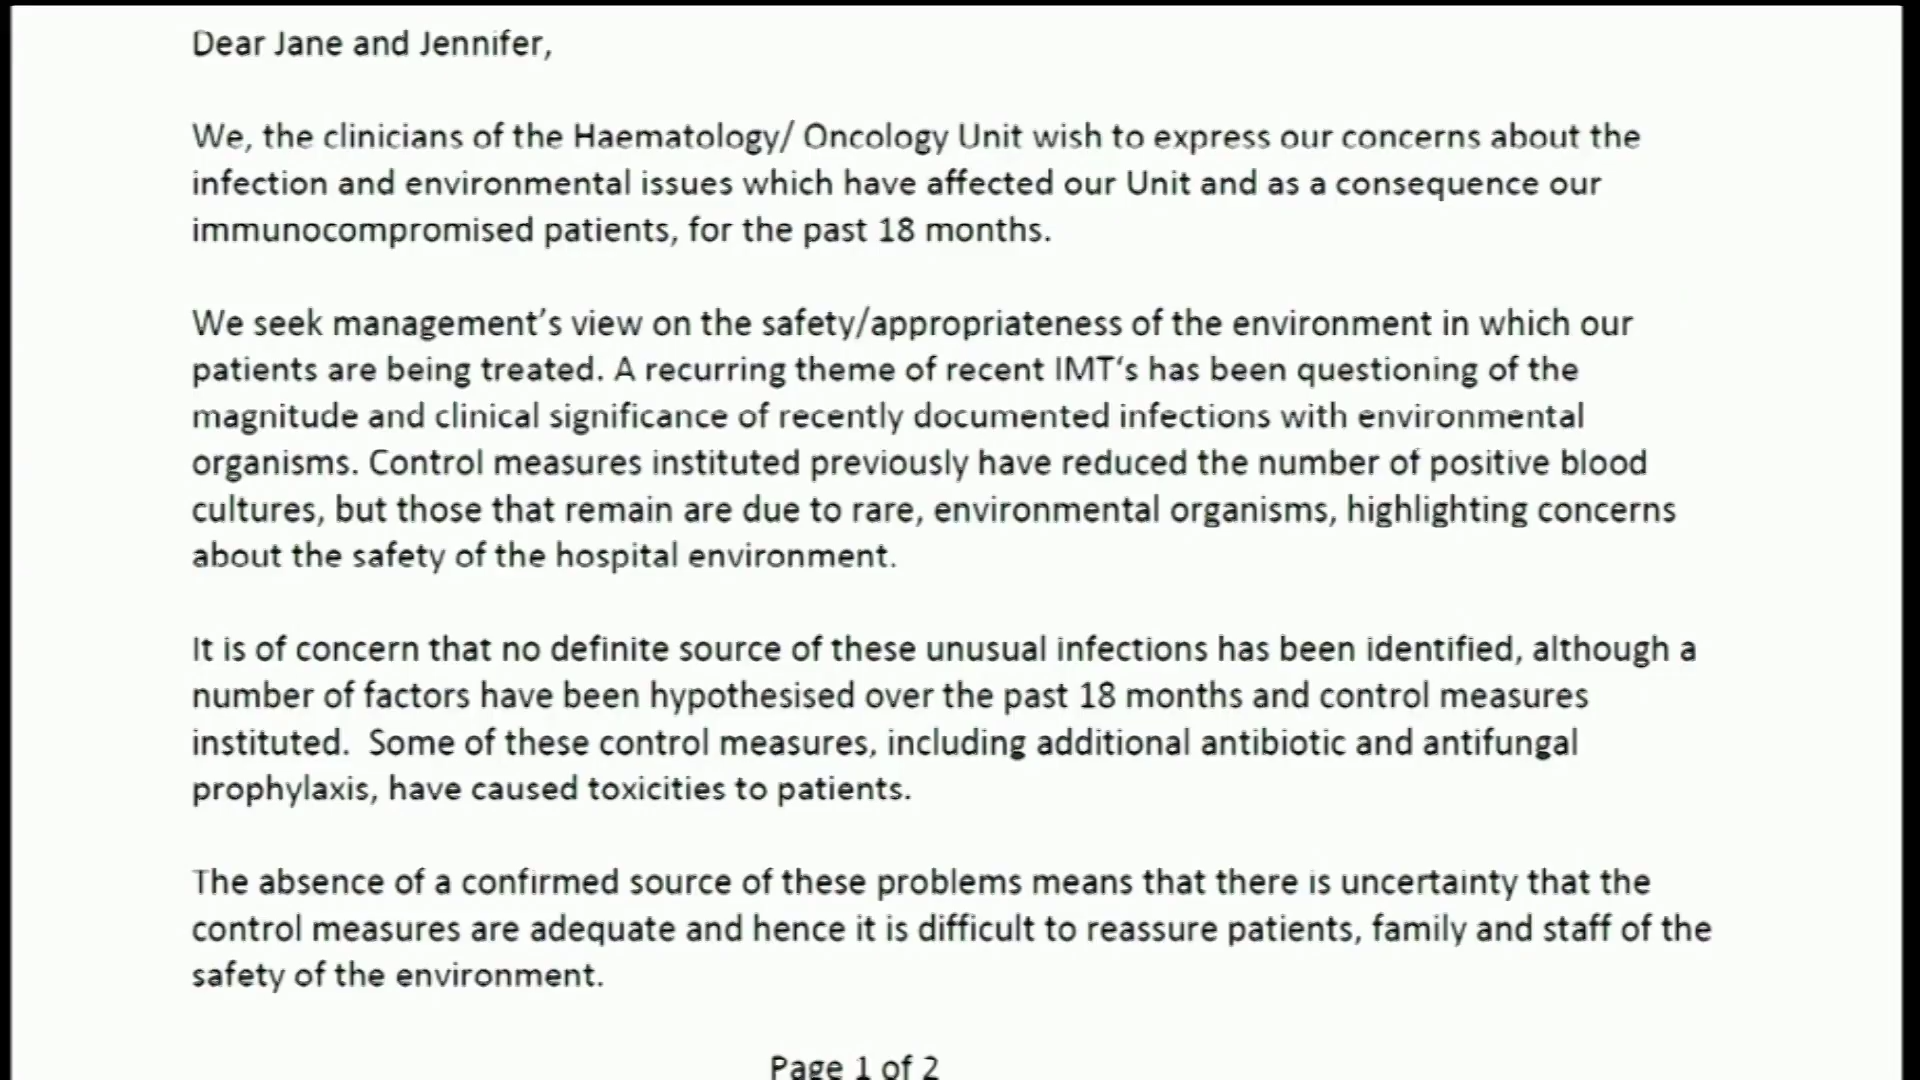 Dear Jane and Jennifer,
We, the clinicians of the Haematology/ Oncology Unit wish to express our concerns about the
infection and environmental issues which have affected our Unit and as a consequence our
immunocompromised patients, for the past 18 months.
We seek management’s view on the safety/appropriateness of the environment in which our
patients are being treated. A recurring theme of recent IMT‘s has been questioning of the
magnitude and clinical significance of recently documented infections with environmental
organisms. Control measures instituted previously have reduced the number of positive blood
cultures, but those that remain are due to rare, environmental organisms, highlighting concerns
about the safety of the hospital environment.
It is of concern that no definite source of these unusual infections has been identified, although a
number of factors have been hypothesised over the past 18 months and control measures
instituted.  Some of these control measures, including additional antibiotic and antifungal
prophylaxis, have caused toxicities to patients.
The absence of a confirmed source of these problems means that there is uncertainty that the
control measures are adequate and hence it is difficult to reassure patients, family and staff of the
safety of the environment.
Page 1 of 2